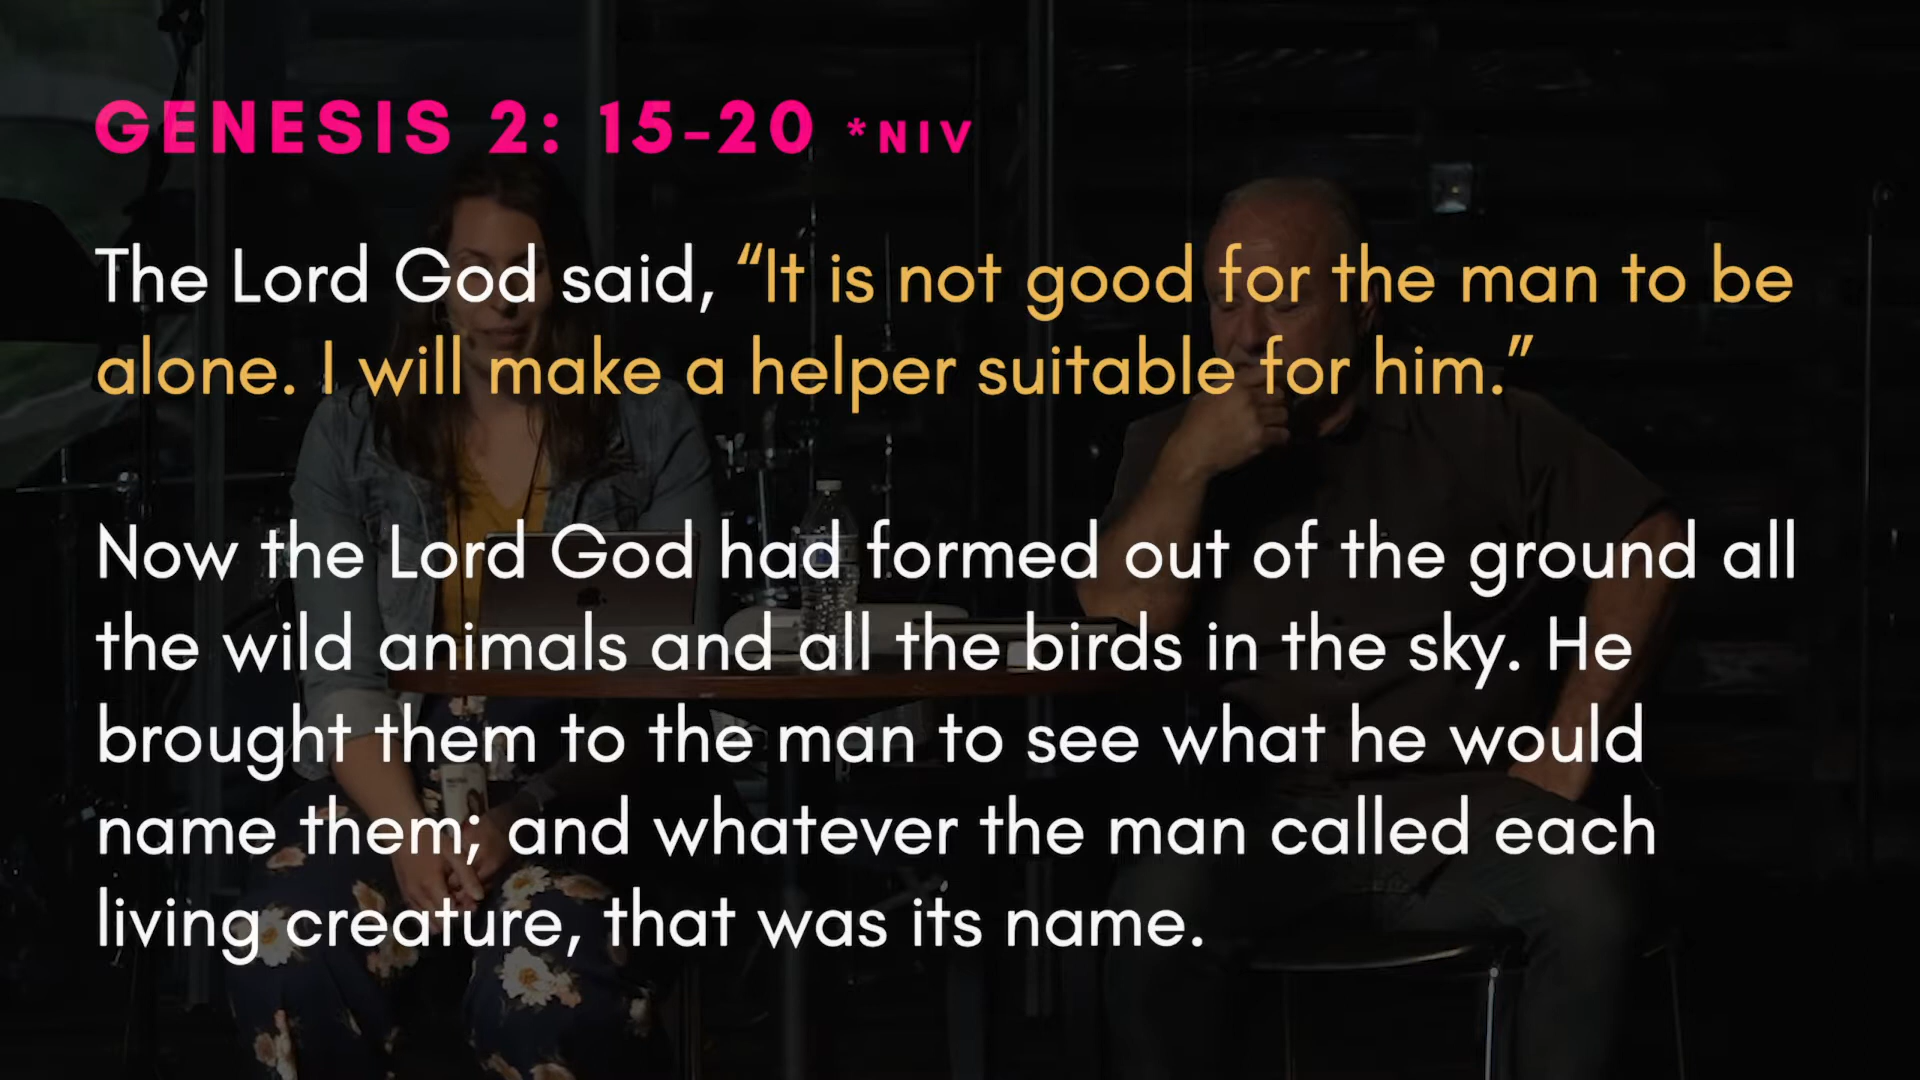 GENESIS 2: 15-20 *NIV
The Lord God said, “It is not good for the man to be
alone. I will make a helper suitable for him.”
Now the Lord God had formed out of the ground all
the wild animals and all the birds in the sky. He
brought them to the man to see what he would
name them; and whatever the man called each
living creature, that was its name.